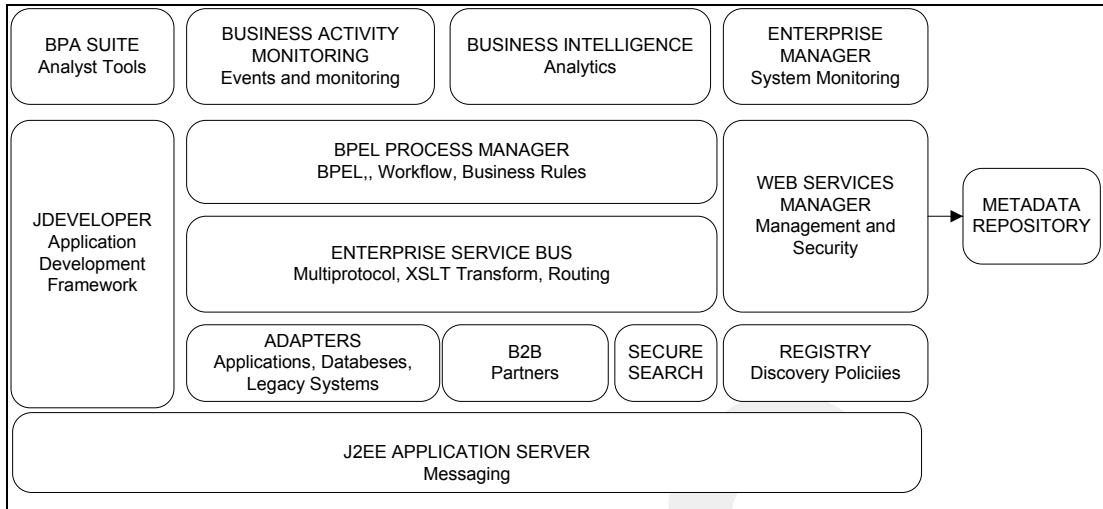 BPA SUITE
Analyst Tools
BUSINESS ACTIVITY
MONITORING
Events and monitoring
BUSINESS INTELLIGENCE
Analytics
ENTERPRISE
MANAGER
System Monitoring
JDEVELOPER
Application
Development
Framework
BPEL PROCESS MANAGER
BPEL,, Workflow, Business Rules
ENTERPRISE SERVICE BUS
Multiprotocol, XSLT Transform, Routing
WEB SERVICES
MANAGER
Management and
Security
METADATA
REPOSITORY
ADAPTERS
Applications, Databeses,
Legacy Systems
B2B
Partners
SECURE
SEARCH
REGISTRY
Discovery Policiies
J2EE APPLICATION SERVER
Messaging